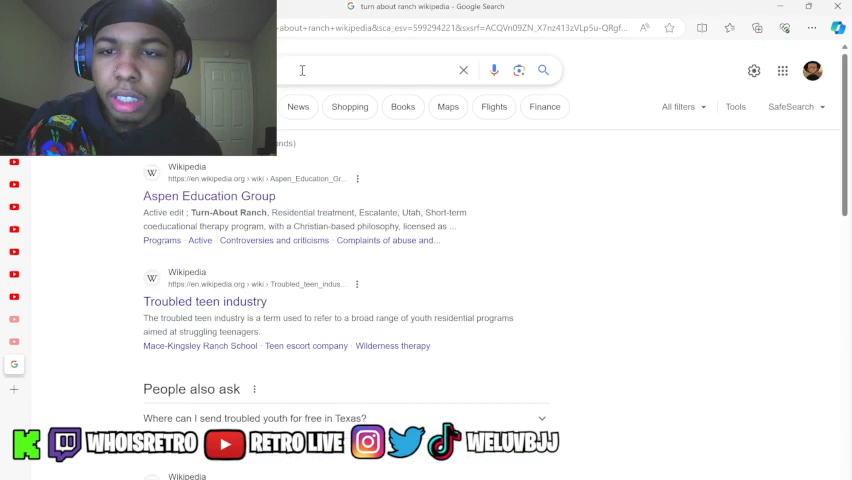 turn about ranch wikipedia - Google Search
-about+ranch+wikipedia&sca_esv=599294221&sxsrf=ACQVn09ZN_X7nz413zVLp5u-QRgf...
News
Shopping
Books
Maps
Flights
Finance
All filters
Tools
SafeSearch
nds)
Wikipedia
https://en.wikipedia.org › wiki › Aspen_Education_Gr...
Aspen Education Group
Active edit ; Turn-About Ranch, Residential treatment, Escalante, Utah, Short-term
coeducational therapy program, with a Christian-based philosophy, licensed as ...
Programs · Active · Controversies and criticisms · Complaints of abuse and...
Wikipedia
https://en.wikipedia.org › wiki › Troubled_teen_indus...
Troubled teen industry
The troubled teen industry is a term used to refer to a broad range of youth residential programs
aimed at struggling teenagers.
Mace-Kingsley Ranch School · Teen escort company · Wilderness therapy
People also ask
Where can I send troubled youth for free in Texas?
K WHOISRETRO RETRO LIVE WELUVBJJ
Wikipedia